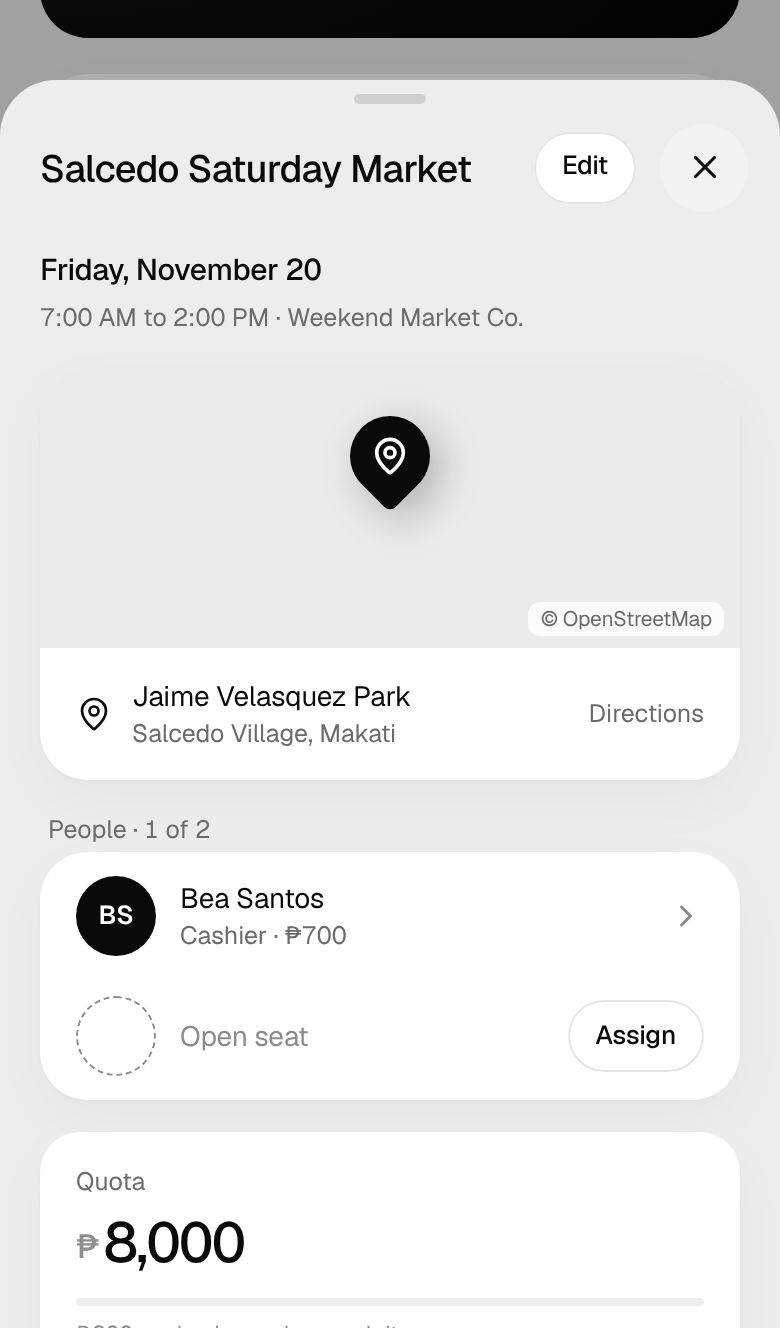 Salcedo Saturday Market
Edit
Friday, November 20
7:00 AM to 2:00 PM · Weekend Market Co.
© OpenStreetMap
Jaime Velasquez Park
Salcedo Village, Makati
Directions
People · 1 of 2
BS
Bea Santos
Cashier · ₱700
Open seat
Assign
Quota
₱8,000